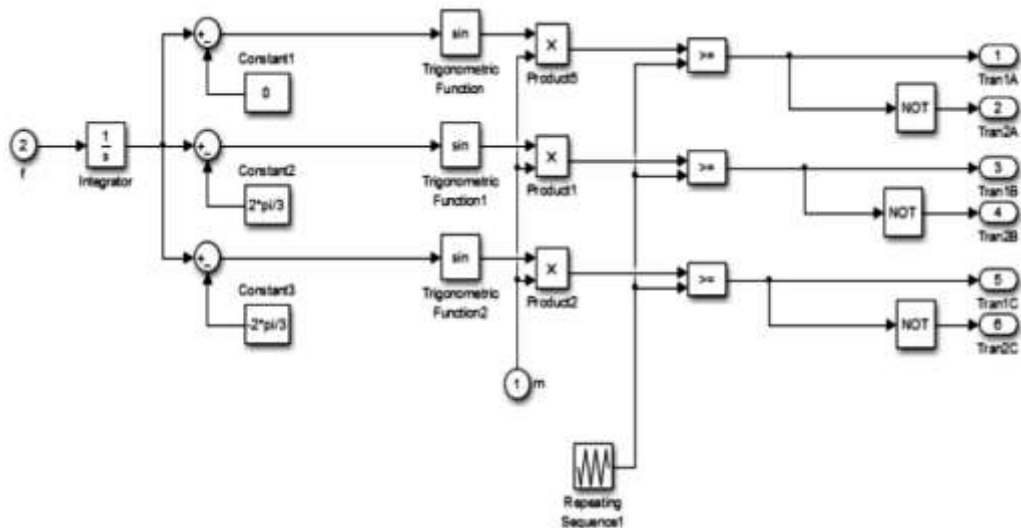 sin
Trigonometric
Function
X
Product5
>=
1
Tran1A
Constant1
0
NOT
2
Tran2A
2
f
1
s
Integrator
Constant2
2*pi/3
sin
Trigonometric
Function1
X
Product1
>=
3
Tran1B
NOT
4
Tran2B
Constant3
-2*pi/3
sin
Trigonometric
Function2
X
Product2
>=
5
Tran1C
NOT
6
Tran2C
1
m
Repeating
Sequence1